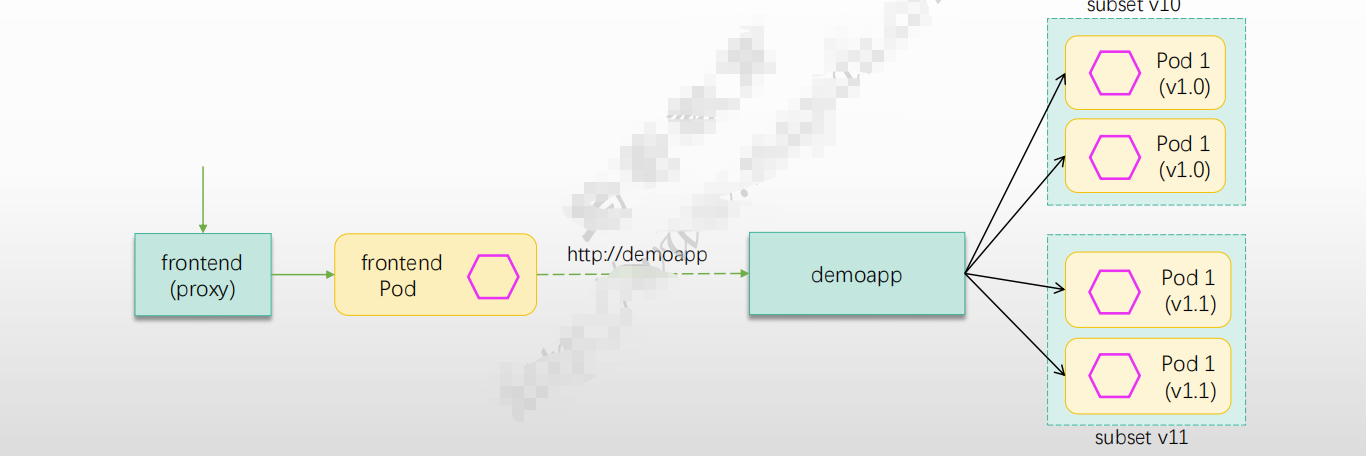 subset v10
Pod 1
(v1.0)
Pod 1
(v1.0)
frontend
(proxy)
frontend
Pod
http://demoapp
demoapp
Pod 1
(v1.1)
Pod 1
(v1.1)
subset v11